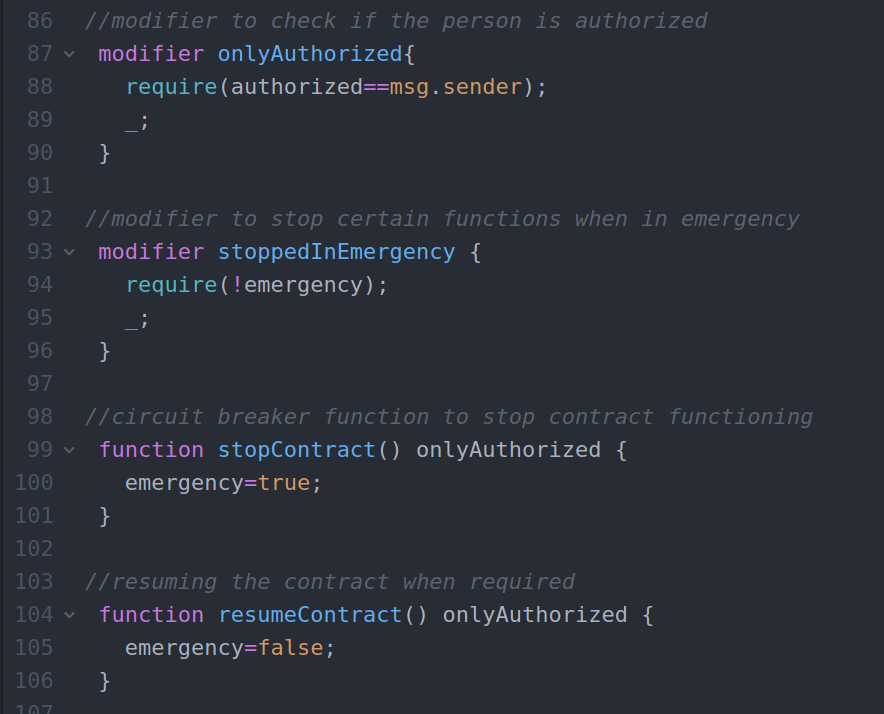 86 //modifier to check if the person is authorized
87 modifier onlyAuthorized{
88 require(authorized==msg.sender);
89 _;
90 }
91
92 //modifier to stop certain functions when in emergency
93 modifier stoppedInEmergency {
94 require(!emergency);
95 _;
96 }
97
98 //circuit breaker function to stop contract functioning
99 function stopContract() onlyAuthorized {
100 emergency=true;
101 }
102
103 //resuming the contract when required
104 function resumeContract() onlyAuthorized {
105 emergency=false;
106 }
107